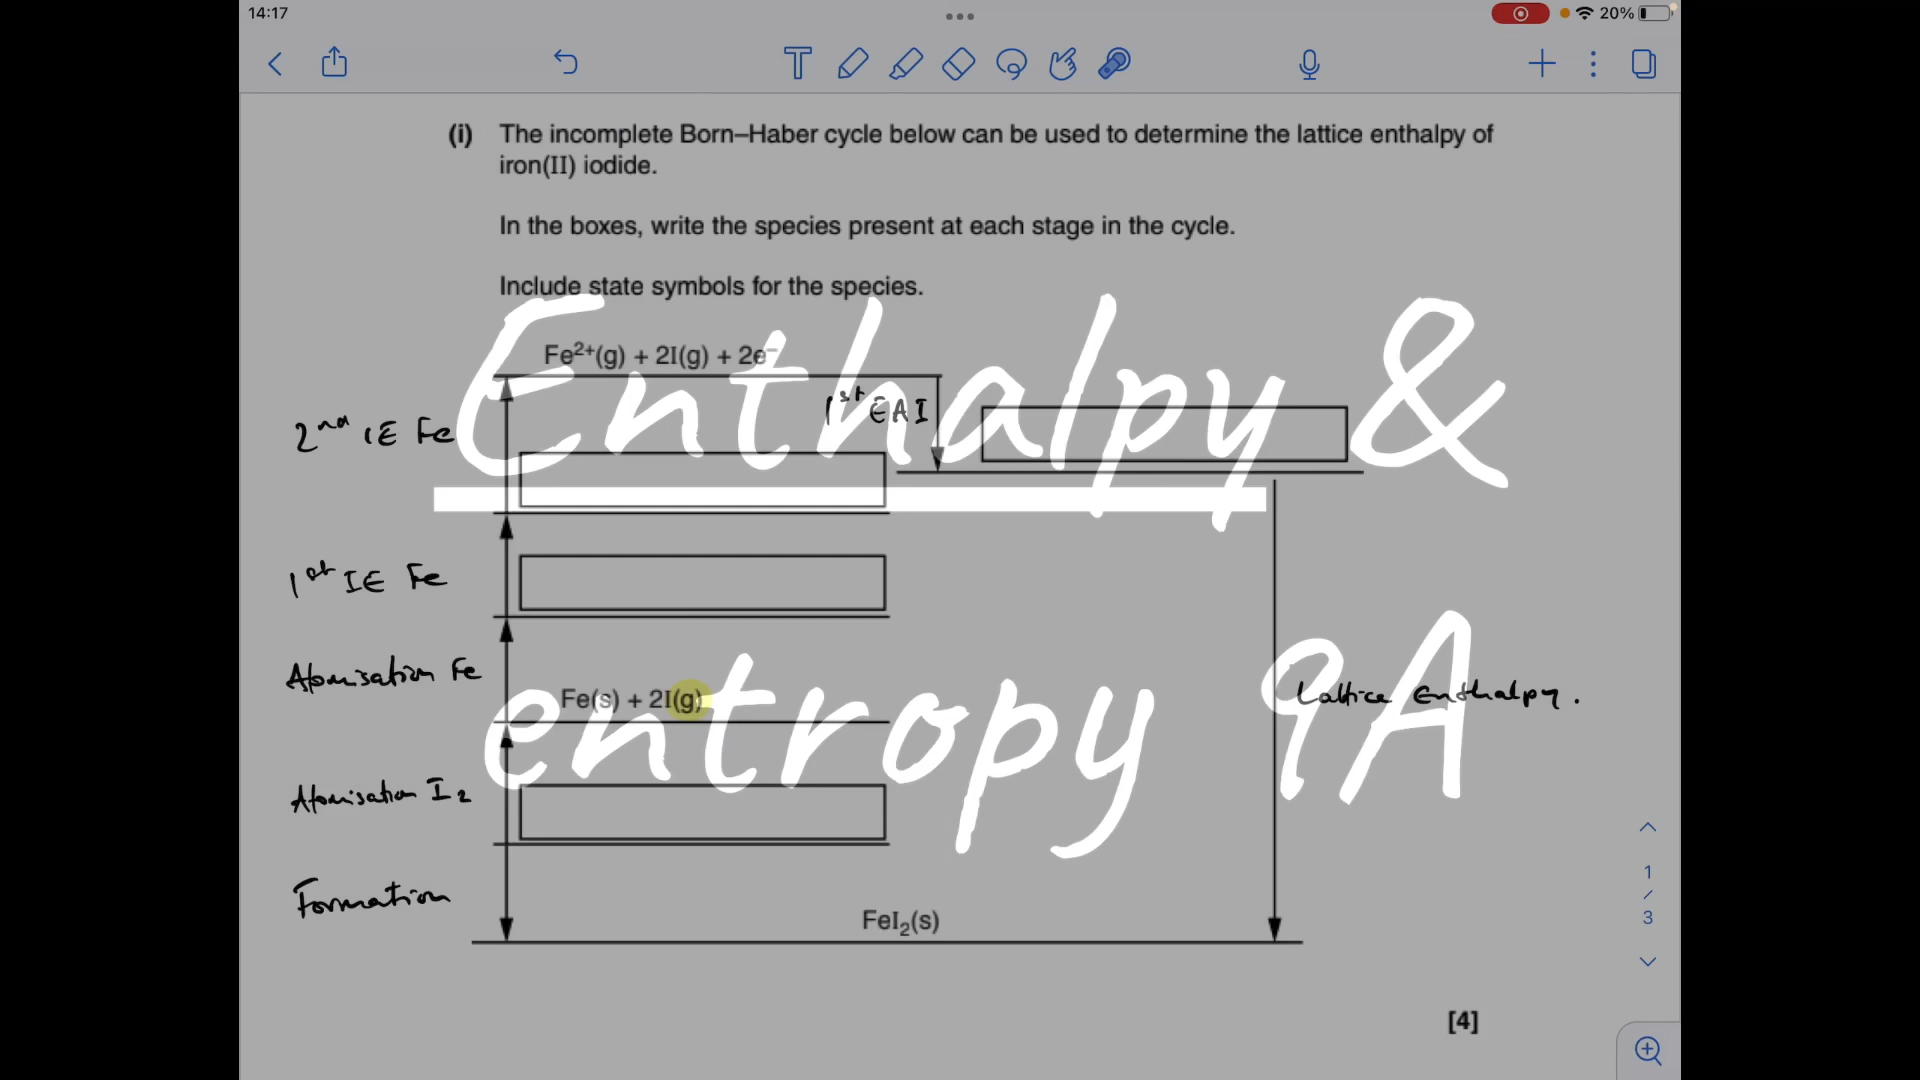 14:17
20%
(i) The incomplete Born–Haber cycle below can be used to determine the lattice enthalpy of
iron(II) iodide.
In the boxes, write the species present at each stage in the cycle.
Include state symbols for the species.
Enthalpy &
Fe²⁺(g) + 2I(g) + 2e⁻
1st EA I
2nd IE Fe
1st IE Fe
entropy 9A
Atomisation Fe
Fe(s) + 2I(g)
Lattice Enthalpy.
Atomisation I₂
Formation
FeI₂(s)
1
/
3
[4]